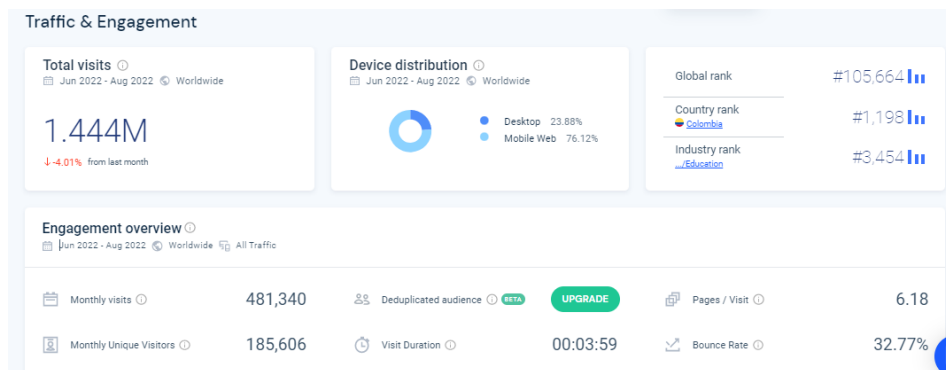 Traffic & Engagement
Total visits
Jun 2022 - Aug 2022 Worldwide
1.444M
↓-4.01% from last month
Device distribution
Jun 2022 - Aug 2022 Worldwide
Desktop 23.88%
Mobile Web 76.12%
Global rank #105,664
Country rank
Colombia
#1,198
Industry rank
.../Education
#3,454
Engagement overview
Jun 2022 - Aug 2022 Worldwide All Traffic
Monthly visits 481,340
Deduplicated audience BETA UPGRADE
Pages / Visit 6.18
Monthly Unique Visitors 185,606
Visit Duration 00:03:59
Bounce Rate 32.77%